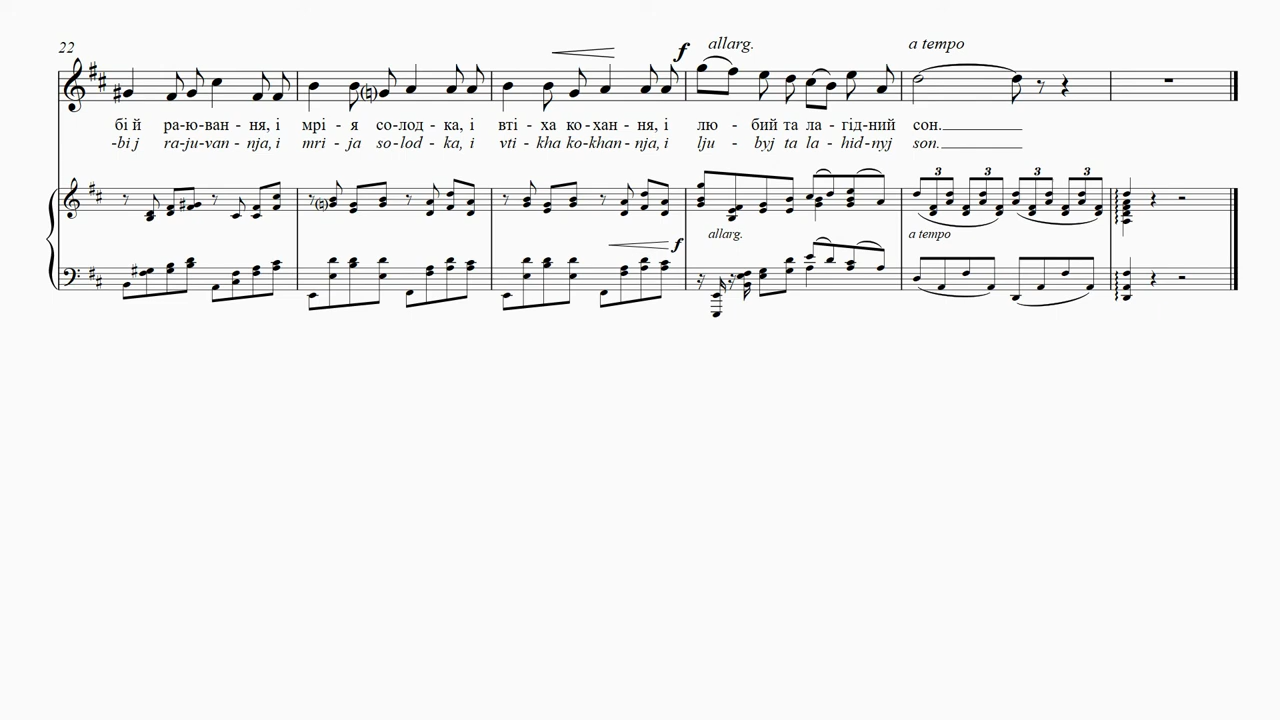 22
f allarg. a tempo
бій ра-ю-ван-ня, і мрі-я со-лод-ка, і вті-ха ко-хан-ня, і лю-бий та ла-гід-ний сон.
-bij ra-ju-van-nja, i mri-ja so-lod-ka, i vti-kha ko-khan-nja, i lju-byj ta la-hid-nyj son.
3 3 3 3
allarg. a tempo
f